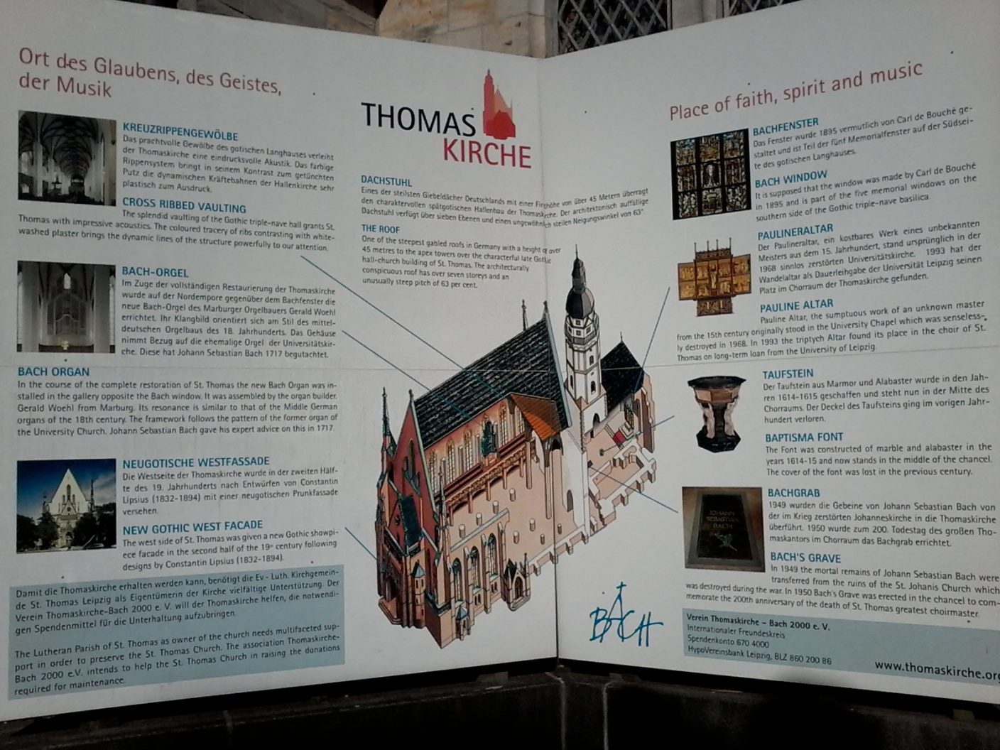 Ort des Glaubens, des Geistes,
der Musik
KREUZRIPPENGEWÖLBE
Das prachtvolle Gewölbe des gotischen Langhauses verleiht
der Thomaskirche eine eindrucksvolle Akustik. Das farbige
Rippensystem bringt in seinem Kontrast zum getünchten
Putz die dynamischen Kräftebahnen der Hallenkirche sehr
plastisch zum Ausdruck.
CROSS RIBBED VAULTING
The splendid vaulting of the Gothic triple-nave hall grants St.
Thomas with impressive acoustics. The coloured tracery of ribs contrasting with white-
washed plaster brings the dynamic lines of the structure powerfully to our attention.
BACH-ORGEL
Im Zuge der vollständigen Restaurierung der Thomaskirche
wurde auf der Nordempore gegenüber dem Bachfenster die
neue Bach-Orgel des Marburger Orgelbauers Gerald Woehl
errichtet. Ihr Klangbild orientiert sich am Stil des mittel-
deutschen Orgelbaus des 18. Jahrhunderts. Das Gehäuse
nimmt Bezug auf die ehemalige Orgel der Universitätskir-
che. Diese hat Johann Sebastian Bach 1717 begutachtet.
BACH ORGAN
In the course of the complete restoration of St. Thomas the new Bach Organ was in-
stalled in the gallery opposite the Bach window. It was assembled by the organ builder.
Gerald Woehl from Marburg. Its resonance is similar to that of the Middle German
organs of the 18th century. The framework follows the pattern of the former organ of
the University Church. Johann Sebastian Bach gave his expert advice on this in 1717.
NEUGOTISCHE WESTFASSADE
Die Westseite der Thomaskirche wurde in der zweiten Hälf-
te des 19. Jahrhunderts nach Entwürfen von Constantin
Lipsius (1832-1894) mit einer neugotischen Prunkfassade
versehen.
NEW GOTHIC WEST FACADE
The west side of St. Thomas was given a new Gothic showpi-
ece facade in the second half of the 19th century following
designs by Constantin Lipsius (1832-1894).
Damit die Thomaskirche erhalten werden kann, benötigt die Ev - Luth. Kirchgemein-
de St. Thomas Leipzig als Eigentümerin der Kirche vielfältige Unterstützung. Der
Verein Thomaskirche-Bach 2000 e. V. will der Thomaskirche helfen, die notwendi-
gen Spendenmittel für die Unterhaltung aufzubringen.
The Lutheran Parish of St. Thomas as owner of the church needs multifaceted sup-
port in order to preserve the St. Thomas Church. The association Thomaskirche-
Bach 2000 e.V. intends to help the St. Thomas Church in raising the donations
required for maintenance.
THOMAS
KIRCHE
DACHSTUHL
Eines der steilsten Giebeldächer Deutschlands mit einer Firsthöhe von über 45 Metern überragt
den charaktervollen spätgotischen Hallenbau der Thomaskirche. Der architektonisch auffällige
Dachstuhl verfügt über sieben Ebenen und einen ungewöhnlich steilen Neigungswinkel von 63°
THE ROOF
One of the steepest gabled roofs in Germany with a height of over
45 metres to the apex towers over the characterful late Gothic
hall-church building of St. Thomas. The architecturally
conspicuous roof has over seven storeys and an
unusually steep pitch of 63 per cent.
BACH
Place of faith, spirit and music
BACHFENSTER
Das Fenster wurde 1895 vermutlich von Carl de Bouché ge-
staltet und ist Teil der fünf Memorialfenster auf der Südsei-
te des gotischen Langhauses.
BACH WINDOW
It is supposed that the window was made by Carl de Bouché
in 1895 and is part of the five memorial windows on the
southern side of the Gothic triple-nave basilica.
PAULINERALTAR
Der Paulineraltar, ein kostbares Werk eines unbekannten
Meisters aus dem 15. Jahrhundert, stand ursprünglich in der
1968 sinnlos zerstörten Universitätskirche. 1993 hat der
Wandelaltar als Dauerleihgabe der Universität Leipzig seinen
Platz im Chorraum der Thomaskirche gefunden.
PAULINE ALTAR
Pauline Altar, the sumptuous work of an unknown master
from the 15th century originally stood in the University Chapel which was senseless-
ly destroyed in 1968. In 1993 the triptych Altar found its place in the choir of St.
Thomas on long-term loan from the University of Leipzig.
TAUFSTEIN
Der Taufstein aus Marmor und Alabaster wurde in den Jah-
ren 1614-1615 geschaffen und steht nun in der Mitte des
Chorraums. Der Deckel des Taufsteins ging im vorigen Jahr-
hundert verloren.
BAPTISMA FONT
The Font was constructed of marble and alabaster in the
years 1614-15 and now stands in the middle of the chancel.
The cover of the font was lost in the previous century.
JOHANN
SEBASTIAN
BACH
BACHGRAB
1949 wurden die Gebeine von Johann Sebastian Bach von
der im Krieg zerstörten Johanneskirche in die Thomaskirche
überführt. 1950 wurde zum 200. Todestag des großen Tho-
maskantors im Chorraum das Bachgrab errichtet.
BACH'S GRAVE
In 1949 the mortal remains of Johann Sebastian Bach were
transferred from the ruins of the St. Johanis Church which
was destroyed during the war. In 1950 Bach's Grave was erected in the chancel to com-
memorate the 200th anniversary of the death of St. Thomas greatest choirmaster.
Verein Thomaskirche - Bach 2000 e. V.
Internationaler Freundeskreis
Spendenkonto 670 4000
HypoVereinsbank Leipzig, BLZ 860 200 86
www.thomaskirche.org